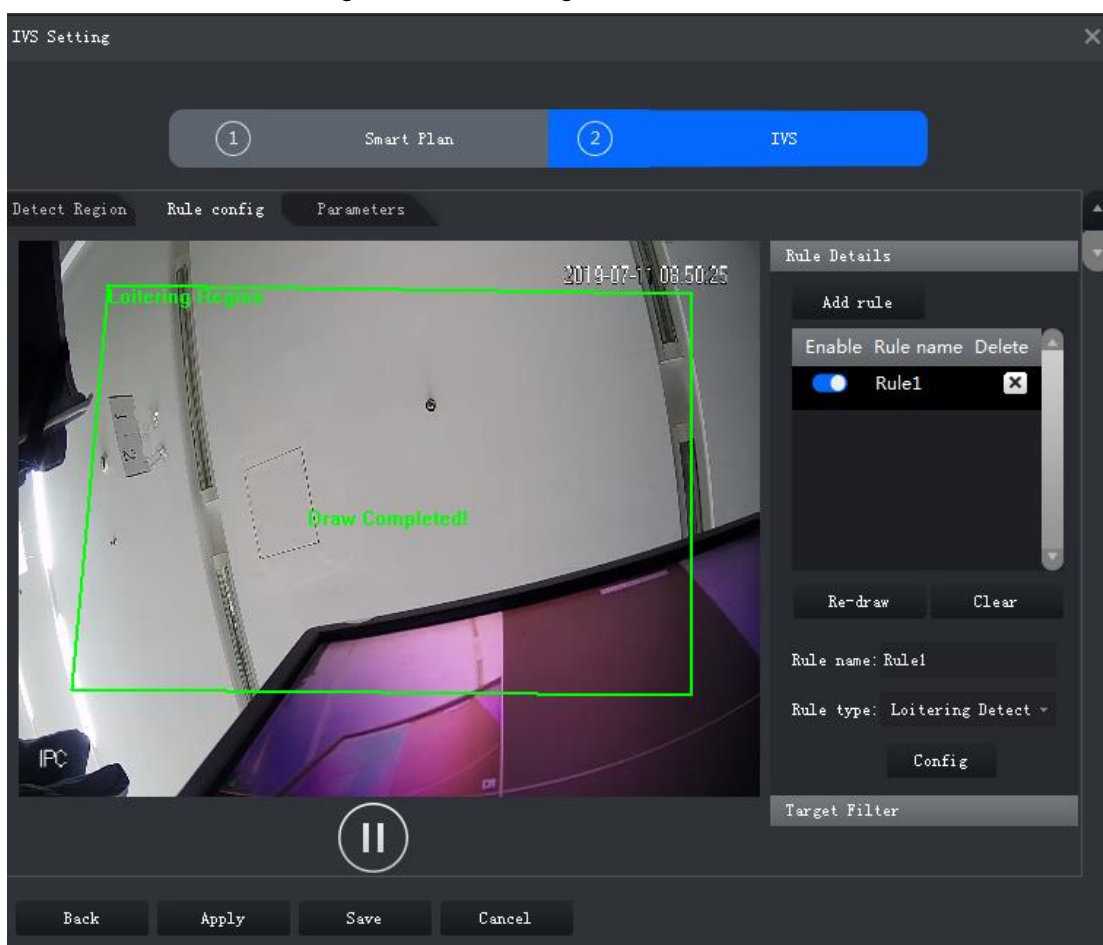 IVS Setting
1 Smart Plan 2 IVS
Detect Region Rule config Parameters
2019-07-11 08:50:25
Loitering Region
Draw Completed!
IPC
Rule Details
Add rule
Enable Rule name Delete
Rule1
Re-draw Clear
Rule name: Rule1
Rule type: Loitering Detect
Config
Target Filter
Back Apply Save Cancel